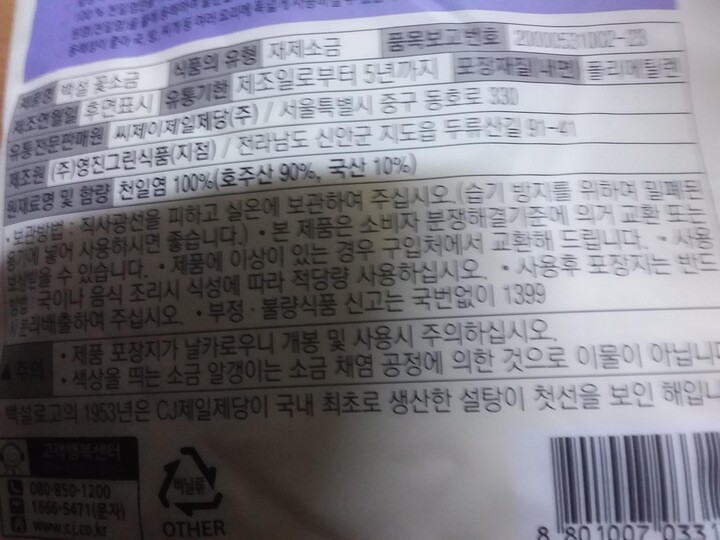 제품명 백설 꽃소금 식품의 유형 재제소금 품목보고번호 20000531002-23
제조연월일 후면표시 유통기한 제조일로부터 5년까지 포장재질(내면) 폴리에틸렌
유통전문판매원 씨제이제일제당(주) / 서울특별시 중구 동호로 330
제조원 (주)영진그린식품(지점) / 전라남도 신안군 지도읍 두류산길 91-41
원재료명 및 함량 천일염 100%(호주산 90%, 국산 10%)
• 보관방법 : 직사광선을 피하고 실온에 보관하여 주십시오.(습기 방지를 위하여 밀폐된
용기에 넣어 사용하시면 좋습니다.) • 본 제품은 소비자 분쟁해결기준에 의거 교환 또는
보상받을 수 있습니다. • 제품에 이상이 있는 경우 구입처에서 교환해 드립니다. • 사용
방법 : 국이나 음식 조리시 식성에 따라 적당량 사용하십시오. • 사용후 포장지는 반드
시 분리배출하여 주십시오. • 부정 · 불량식품 신고는 국번없이 1399
주의 • 제품 포장지가 날카로우니 개봉 및 사용시 주의하십시오.
• 색상을 띄는 소금 알갱이는 소금 채염 공정에 의한 것으로 이물이 아닙니다
백설로고의 1953년은 CJ제일제당이 국내 최초로 생산한 설탕이 첫선을 보인 해입니
고객행복센터
080-850-1200
1666-5471(문자)
www.cj.co.kr
비닐류
OTHER
8 801007 0331